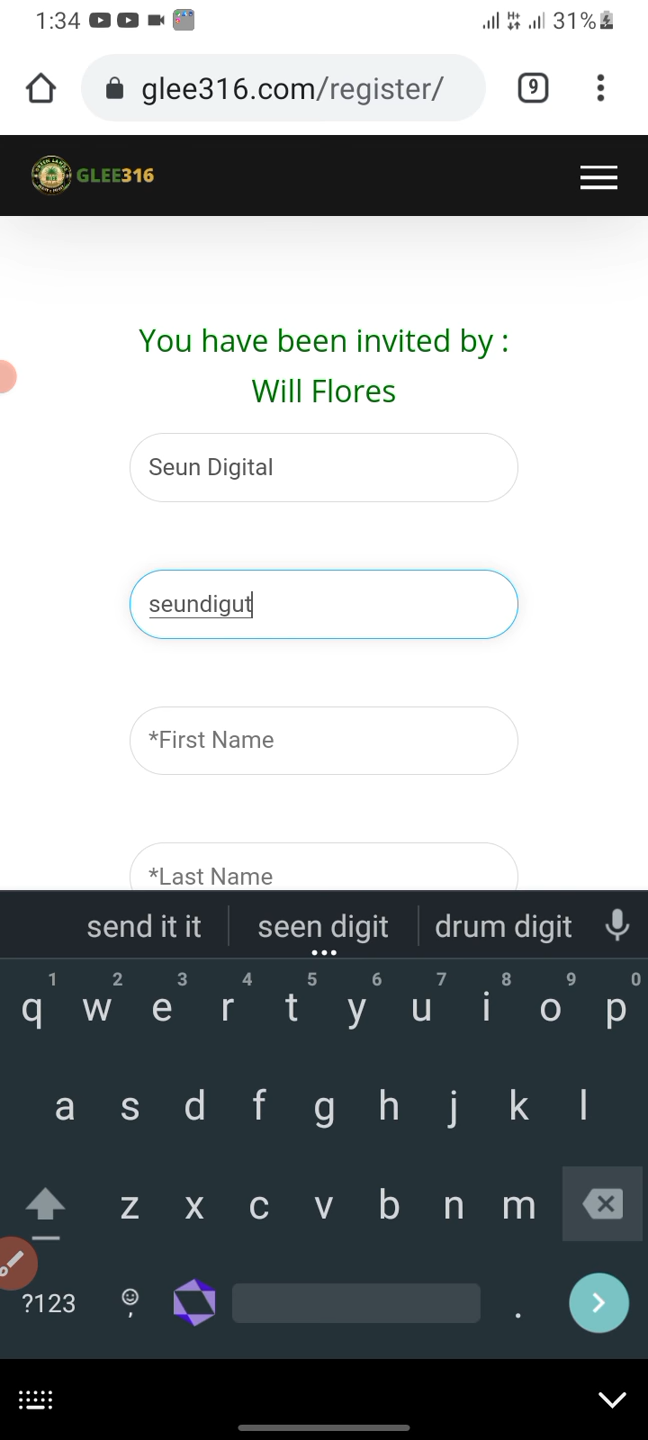 1:34 31%
glee316.com/register/ 9
GLEE316
You have been invited by :
Will Flores
Seun Digital
seundigut
*First Name
*Last Name
send it it seen digit drum digit
1 2 3 4 5 6 7 8 9 0
q w e r t y u i o p
a s d f g h j k l
z x c v b n m
?123 , .